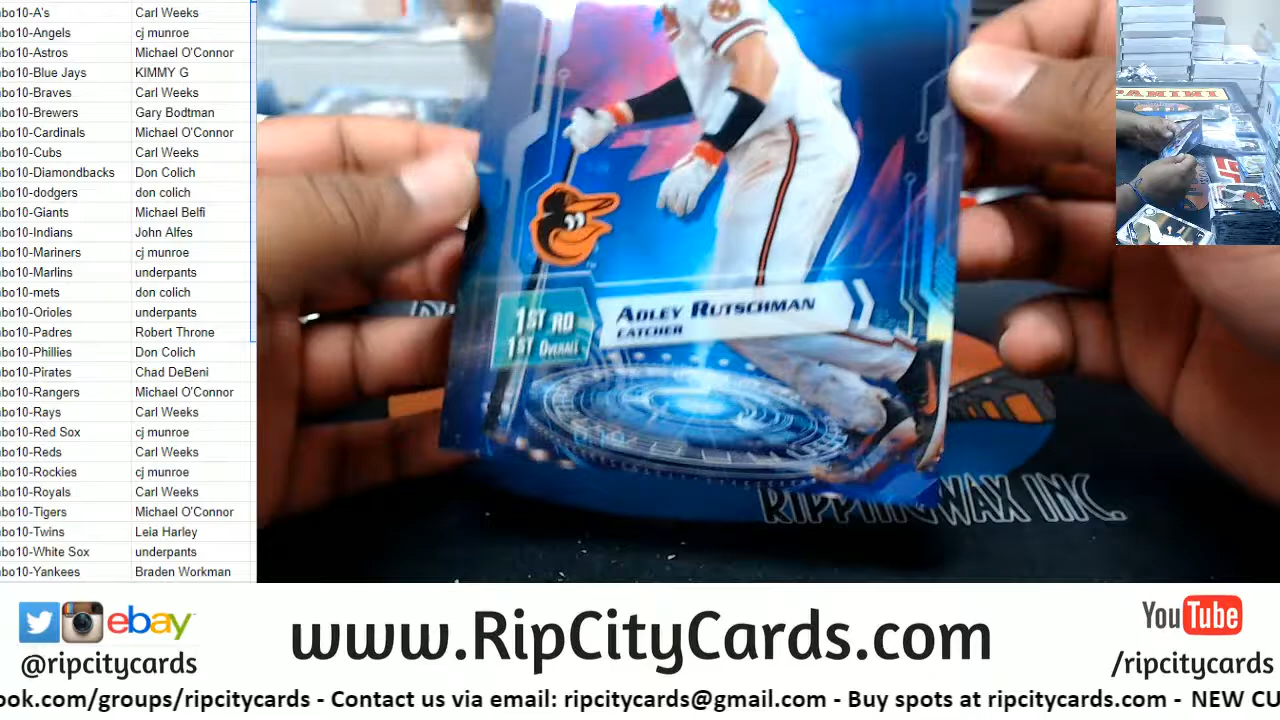 bo10-A's Carl Weeks
bo10-Angels cj munroe
bo10-Astros Michael O'Connor
bo10-Blue Jays KIMMY G
bo10-Braves Carl Weeks
bo10-Brewers Gary Bodtman
bo10-Cardinals Michael O'Connor
bo10-Cubs Carl Weeks
bo10-Diamondbacks Don Colich
bo10-dodgers don colich
bo10-Giants Michael Belfi
bo10-Indians John Alfes
bo10-Mariners cj munroe
bo10-Marlins underpants
bo10-mets don colich
bo10-Orioles underpants
bo10-Padres Robert Throne
bo10-Phillies Don Colich
bo10-Pirates Chad DeBeni
bo10-Rangers Michael O'Connor
bo10-Rays Carl Weeks
bo10-Red Sox cj munroe
bo10-Reds Carl Weeks
bo10-Rockies cj munroe
bo10-Royals Carl Weeks
bo10-Tigers Michael O'Connor
bo10-Twins Leia Harley
bo10-White Sox underpants
bo10-Yankees Braden Workman
PANINI
ADLEY RUTSCHMAN
CATCHER
1ST RD
1ST OVERALL
RIPPINGWAX INC.
ebay
@ripcitycards
www.RipCityCards.com
YouTube
/ripcitycards
ook.com/groups/ripcitycards - Contact us via email: ripcitycards@gmail.com - Buy spots at ripcitycards.com - NEW CU